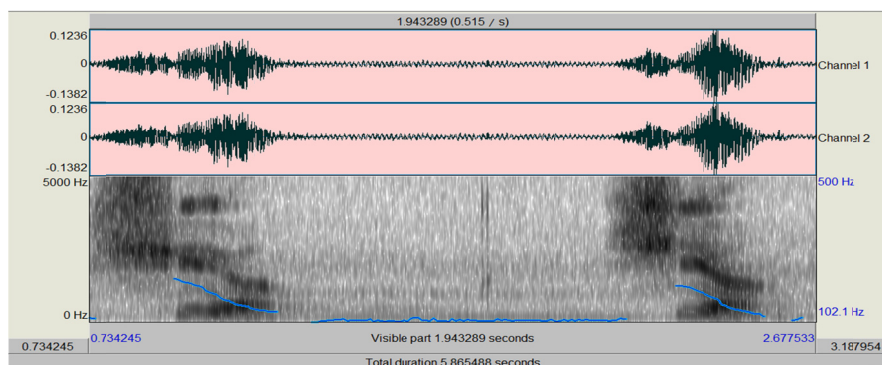 1.943289 (0.515 / s)
0.1236
0
-0.1382
Channel 1
0.1236
0
-0.1382
Channel 2
5000 Hz
500 Hz
0 Hz
102.1 Hz
0.734245
0.734245
Visible part 1.943289 seconds
2.677533
3.187954
Total duration 5.865488 seconds